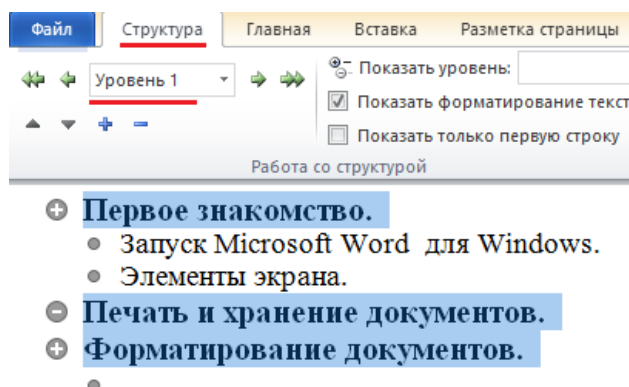 Файл Структура Главная Вставка Разметка страницы
Уровень 1 Показать уровень:
Показать форматирование текст
Показать только первую строку
Работа со структурой
Первое знакомство.
Запуск Microsoft Word для Windows.
Элементы экрана.
Печать и хранение документов.
Форматирование документов.